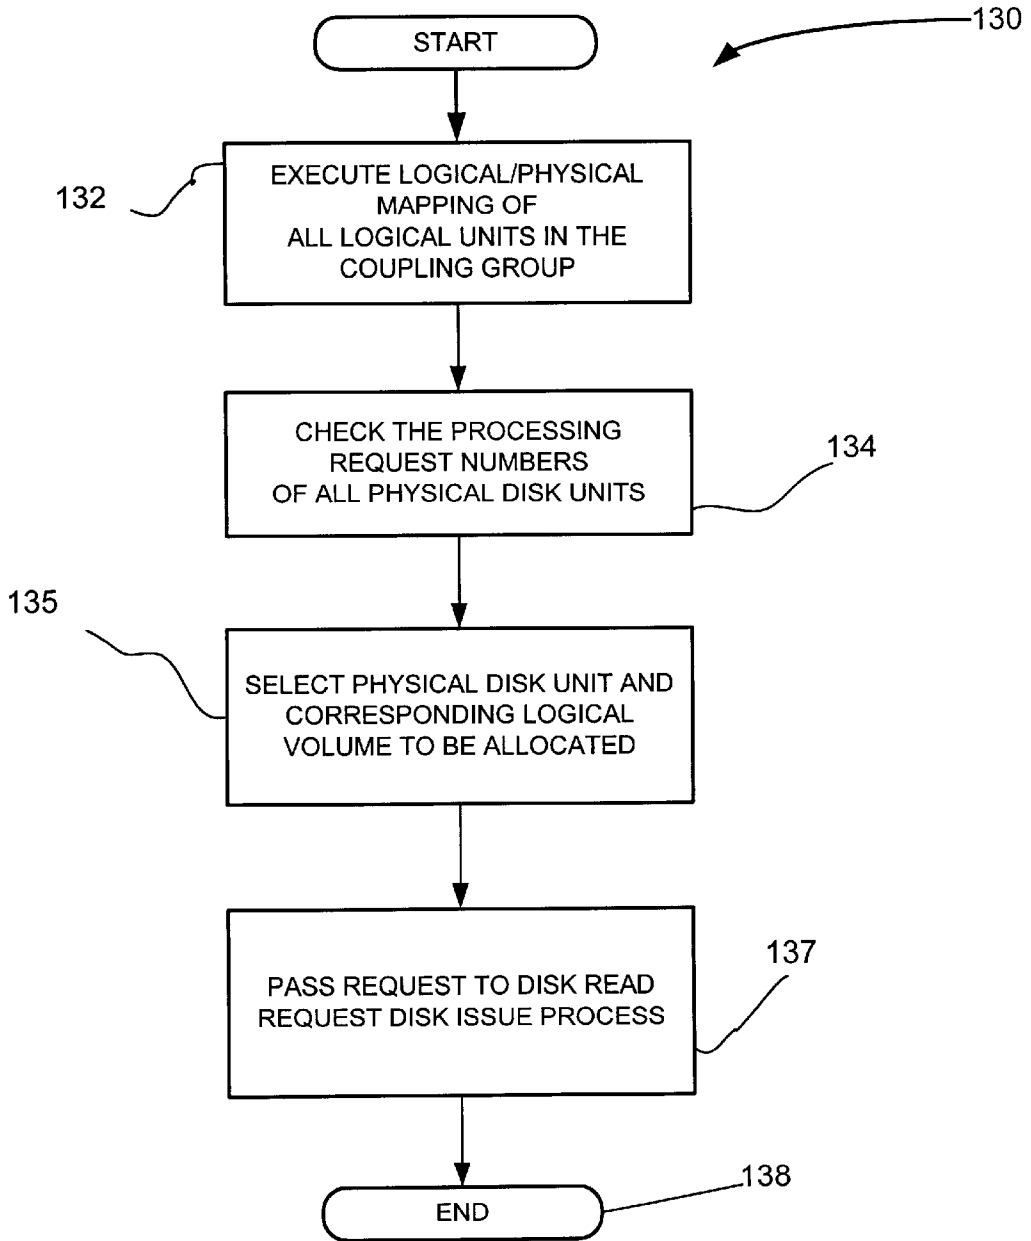 START
130
132
EXECUTE LOGICAL/PHYSICAL
MAPPING OF
ALL LOGICAL UNITS IN THE
COUPLING GROUP
CHECK THE PROCESSING
REQUEST NUMBERS
OF ALL PHYSICAL DISK UNITS
134
135
SELECT PHYSICAL DISK UNIT AND
CORRESPONDING LOGICAL
VOLUME TO BE ALLOCATED
PASS REQUEST TO DISK READ
REQUEST DISK ISSUE PROCESS
137
END
138